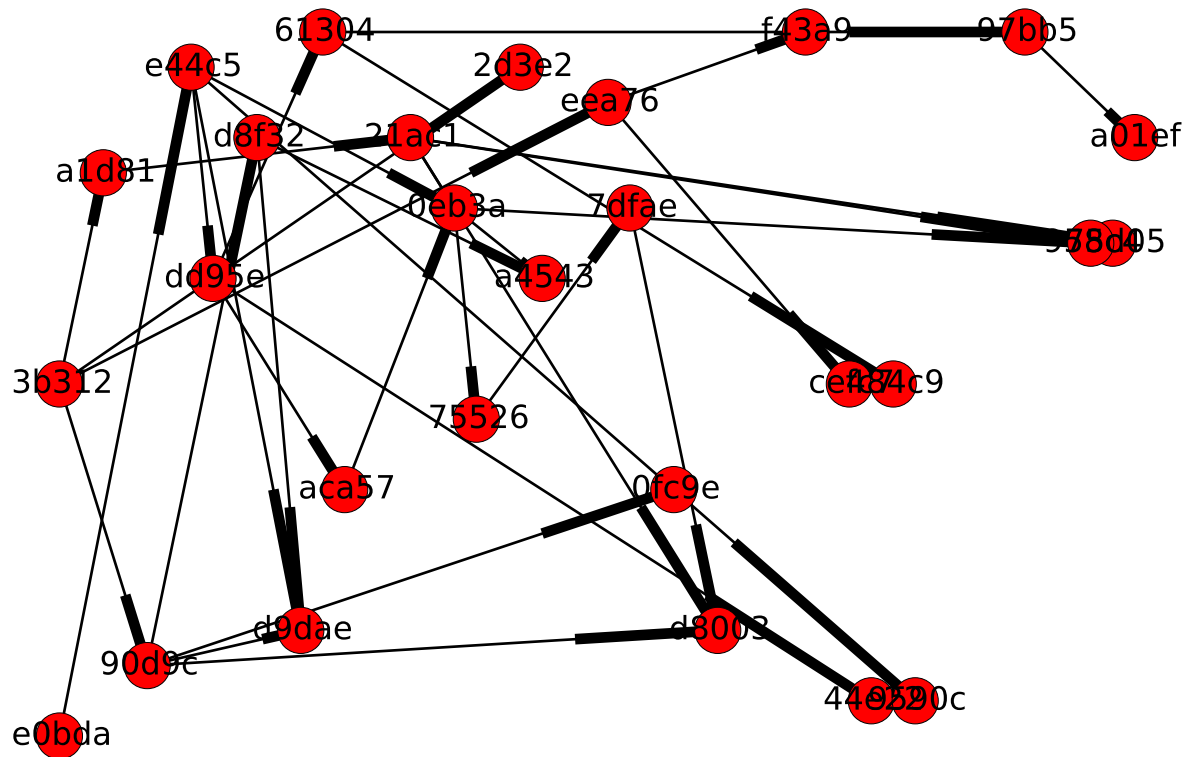 61304
f43a9
97bb5
e44c5
2d3e2
eea76
d8f32
21ac1
a01ef
a1d81
0eb3a
7dfae
dd95e
a4543
3b312
484c9
75526
aca57
0fc9e
d9dae
d8003
90d9c
e0bda